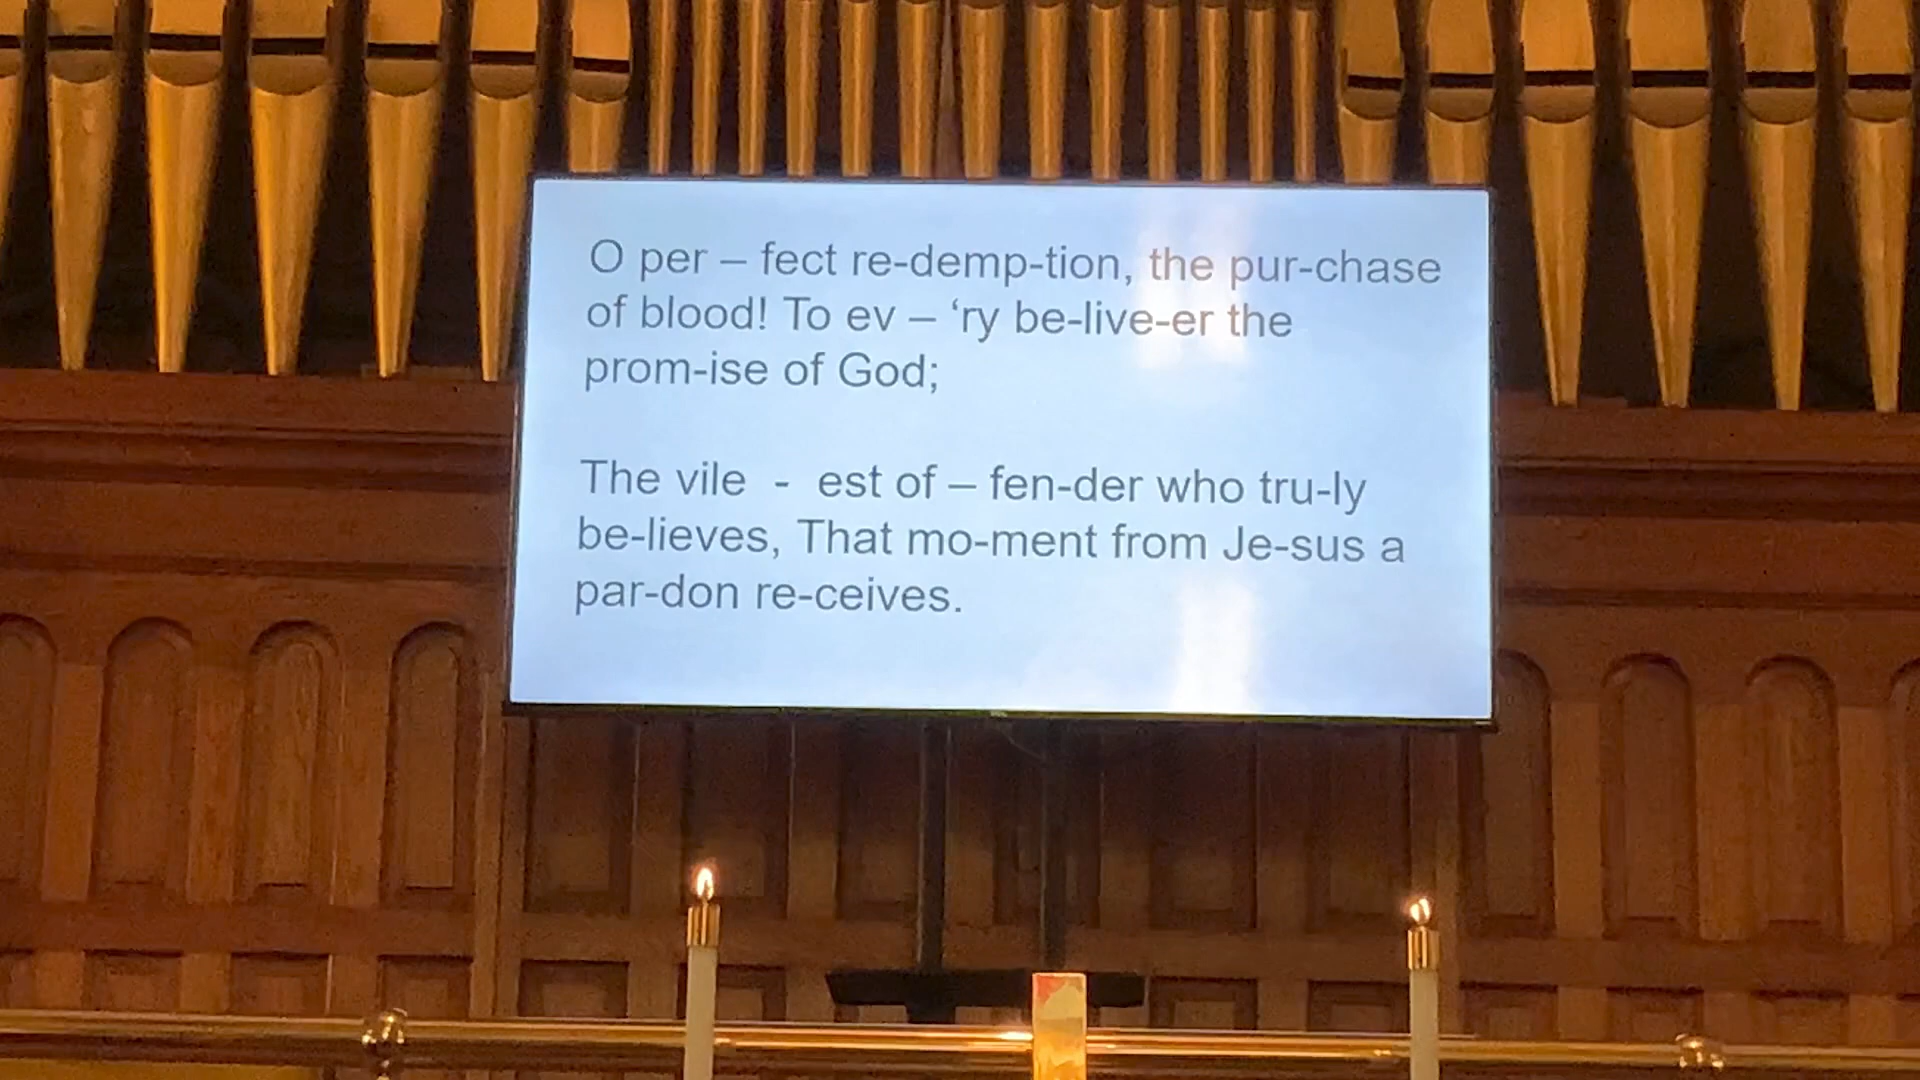 O per – fect re-demp-tion, the pur-chase
of blood! To ev – ‘ry be-live-er the
prom-ise of God;
The vile - est of – fen-der who tru-ly
be-lieves, That mo-ment from Je-sus a
par-don re-ceives.